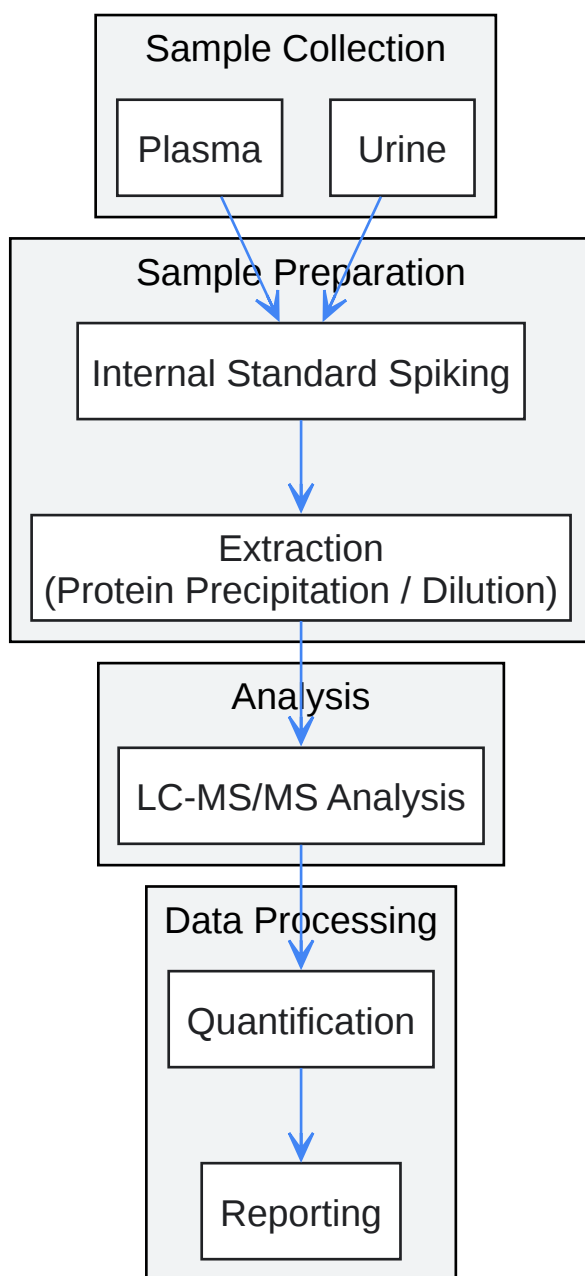 Sample Collection
Plasma
Urine
Sample Preparation
Internal Standard Spiking
Extraction
(Protein Precipitation / Dilution)
Analysis
LC-MS/MS Analysis
Data Processing
Quantification
Reporting